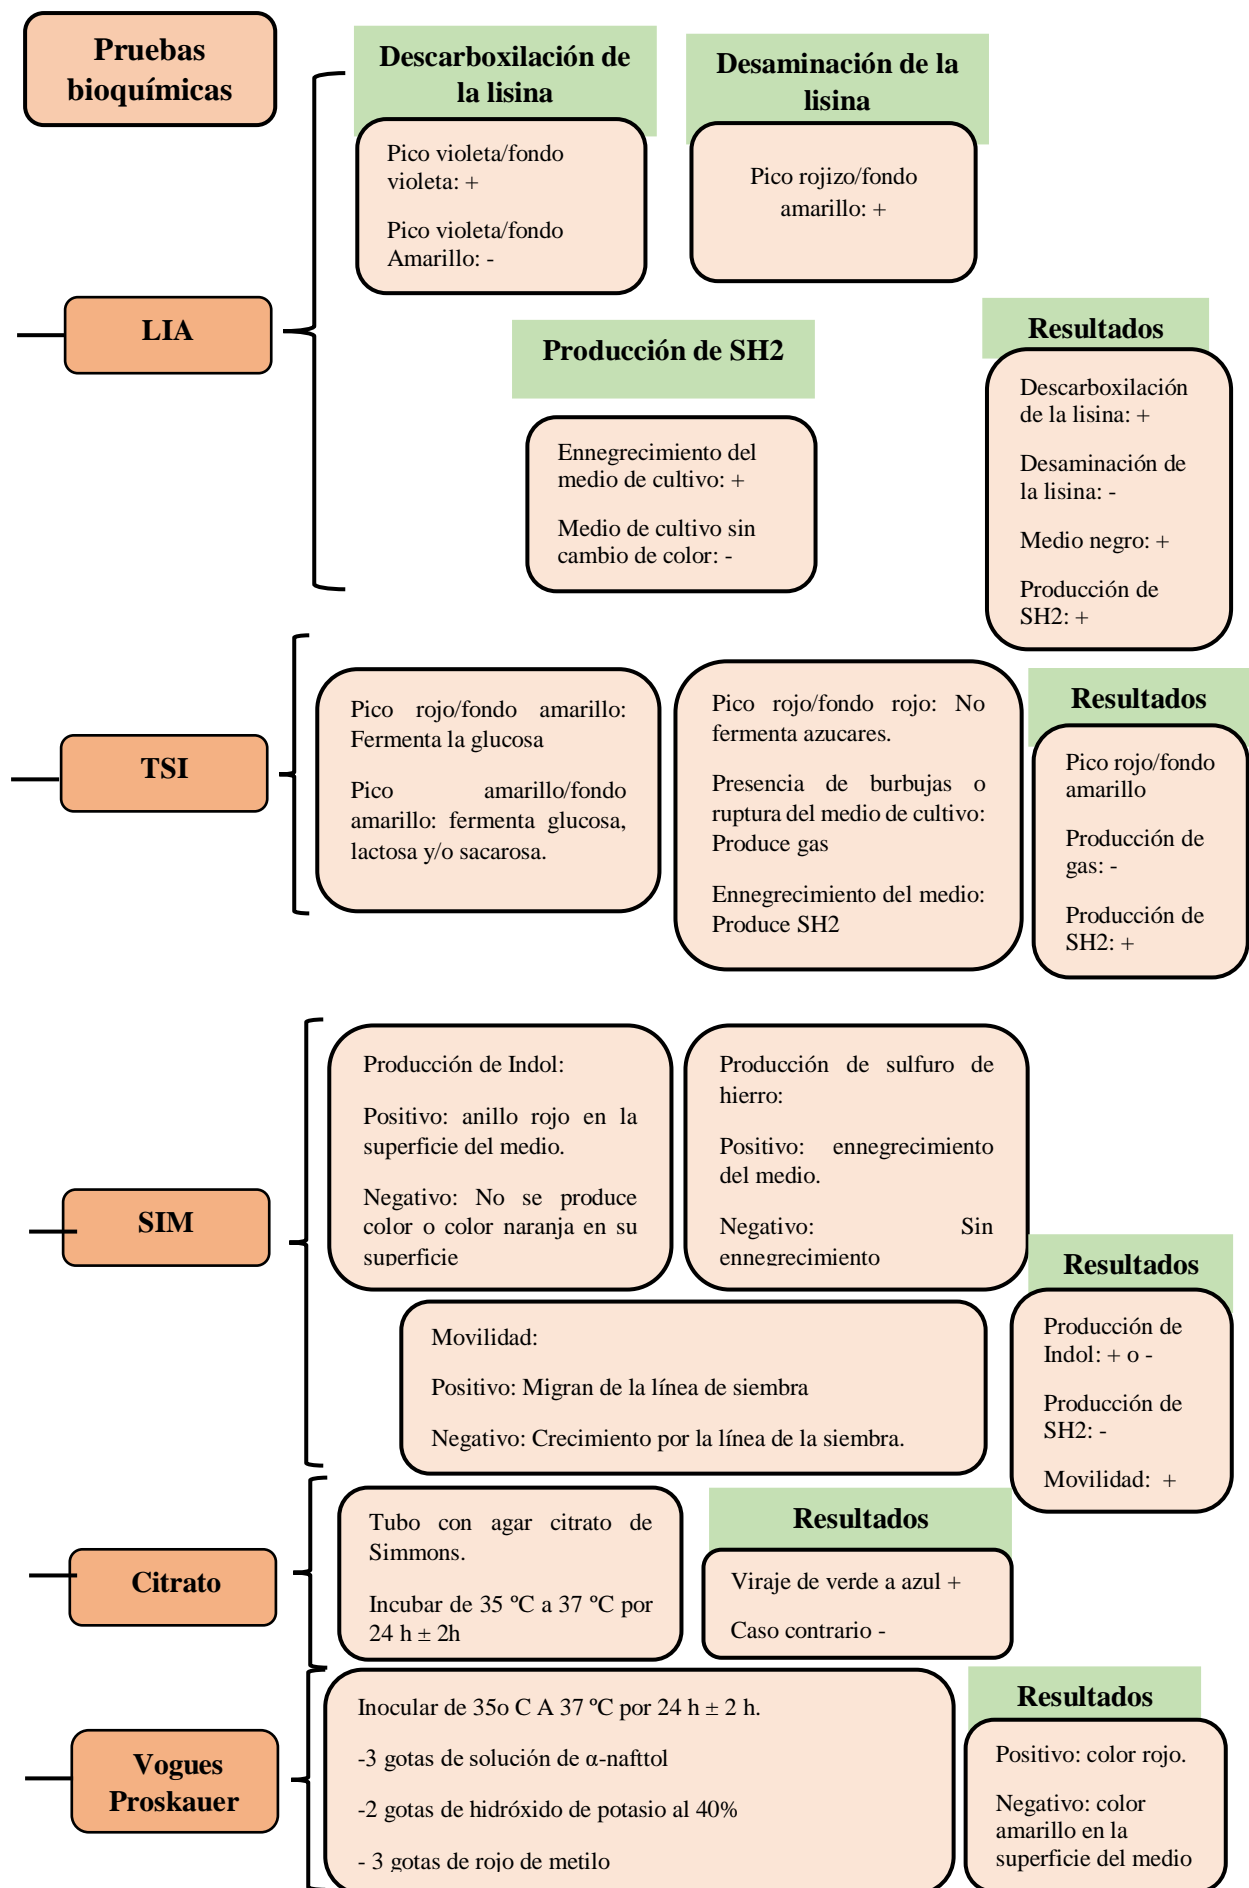 Pruebas
bioquímicas
Descarboxilación de
la lisina
Pico violeta/fondo
violeta: +
Pico violeta/fondo
Amarillo: -
Desaminación de la
lisina
Pico rojizo/fondo
amarillo: +
LIA
Producción de SH2
Ennegrecimiento del
medio de cultivo: +
Medio de cultivo sin
cambio de color: -
Resultados
Descarboxilación
de la lisina: +
Desaminación de
la lisina: -
Medio negro: +
Producción de
SH2: +
TSI
Pico rojo/fondo amarillo:
Fermenta la glucosa
Pico amarillo/fondo
amarillo: fermenta glucosa,
lactosa y/o sacarosa.
Pico rojo/fondo rojo: No
fermenta azucares.
Presencia de burbujas o
ruptura del medio de cultivo:
Produce gas
Ennegrecimiento del medio:
Produce SH2
Resultados
Pico rojo/fondo
amarillo
Producción de
gas: -
Producción de
SH2: +
SIM
Producción de Indol:
Positivo: anillo rojo en la
superficie del medio.
Negativo: No se produce
color o color naranja en su
superficie
Producción de sulfuro de
hierro:
Positivo: ennegrecimiento
del medio.
Negativo: Sin
ennegrecimiento
Movilidad:
Positivo: Migran de la línea de siembra
Negativo: Crecimiento por la línea de la siembra.
Resultados
Producción de
Indol: + o -
Producción de
SH2: -
Movilidad: +
Citrato
Tubo con agar citrato de
Simmons.
Incubar de 35 ºC a 37 ºC por
24 h ± 2h
Resultados
Viraje de verde a azul +
Caso contrario -
Vogues
Proskauer
Inocular de 35o C A 37 ºC por 24 h ± 2 h.
-3 gotas de solución de α-nafttol
-2 gotas de hidróxido de potasio al 40%
- 3 gotas de rojo de metilo
Resultados
Positivo: color rojo.
Negativo: color
amarillo en la
superficie del medio